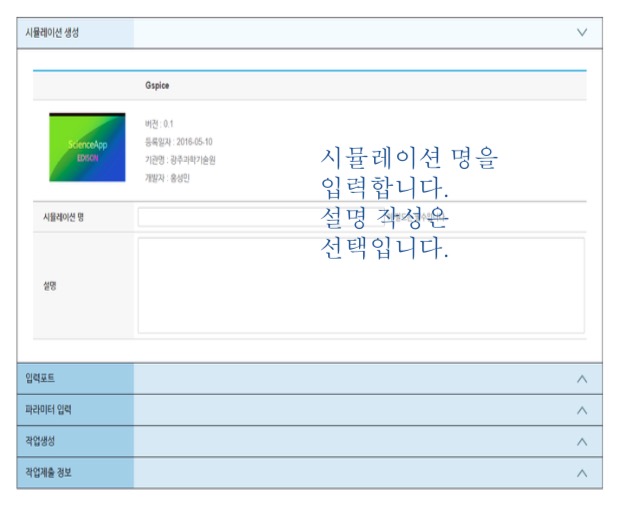 시뮬레이션 생성
Gspice
ScienceApp
EDISON
버전 : 0.1
등록일자 : 2016-05-10
기관명 : 광주과학기술원
개발자 : 홍성민
시뮬레이션 명을
입력합니다.
설명 작성은
선택입니다.
시뮬레이션 명
설명
입력포트
파라미터 입력
작업생성
작업제출 정보